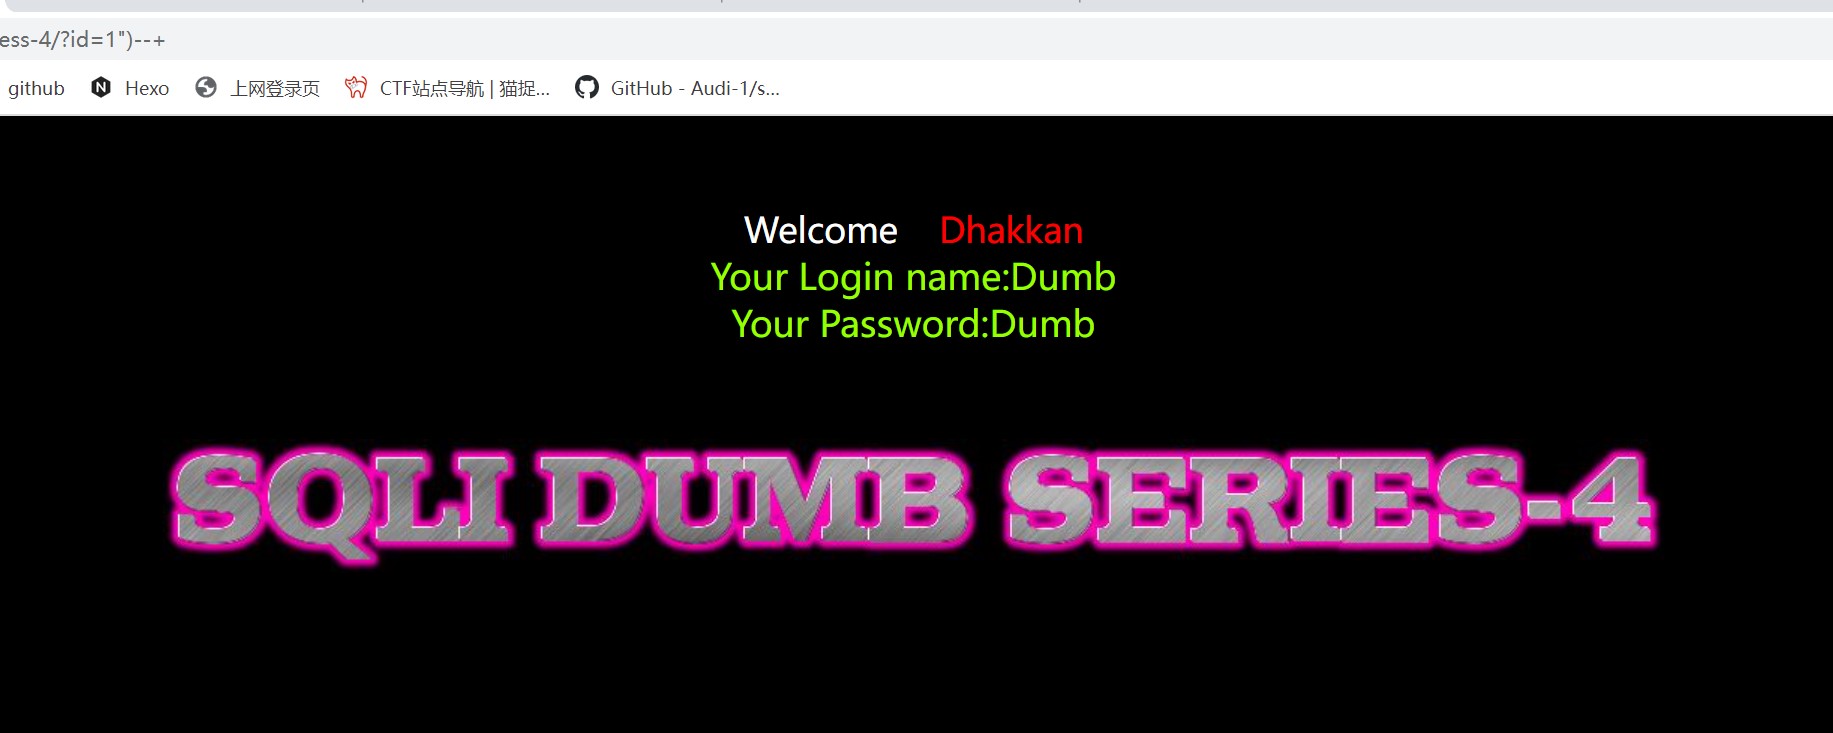 ess-4/?id=1")--+
github Hexo 上网登录页 CTF站点导航 | 猫捉... GitHub - Audi-1/s...
Welcome Dhakkan
Your Login name:Dumb
Your Password:Dumb
SQLI DUMB SERIES-4